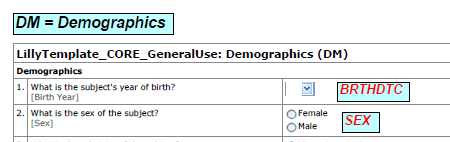 DM = Demographics
LillyTemplate_CORE_GeneralUse: Demographics (DM)
Demographics
1. What is the subject's year of birth? BRTHDTC
[Birth Year]
2. What is the sex of the subject? Female SEX
[Sex] Male